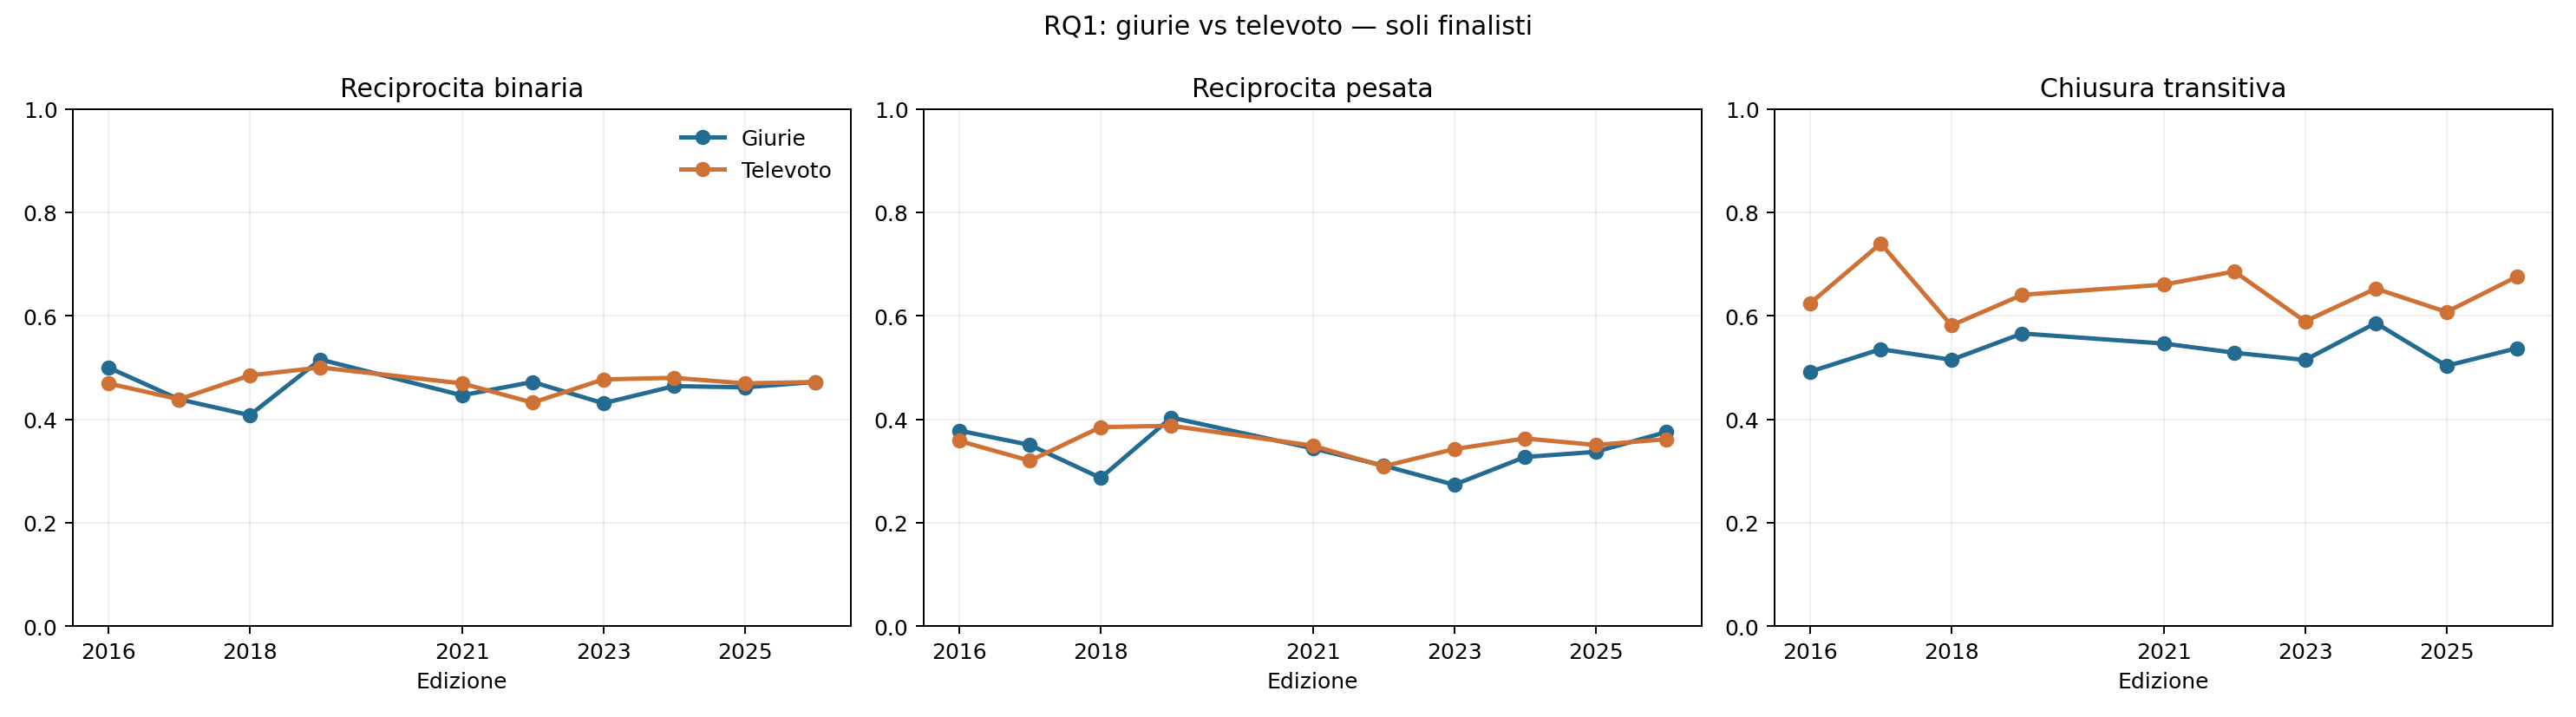 RQ1: giurie vs televoto — soli finalisti
Reciprocita binaria
1.0
0.8
0.6
0.4
0.2
0.0
Giurie
Televoto
2016 2018 2021 2023 2025
Edizione
Reciprocita pesata
1.0
0.8
0.6
0.4
0.2
0.0
2016 2018 2021 2023 2025
Edizione
Chiusura transitiva
1.0
0.8
0.6
0.4
0.2
0.0
2016 2018 2021 2023 2025
Edizione